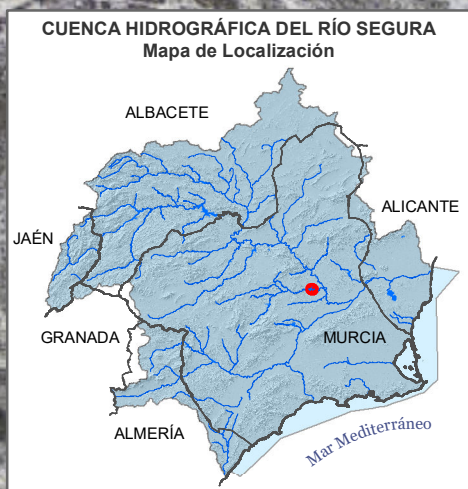 CUENCA HIDROGRÁFICA DEL RÍO SEGURA
Mapa de Localización
ALBACETE
ALICANTE
JAÉN
GRANADA
MURCIA
ALMERÍA
Mar Mediterráneo